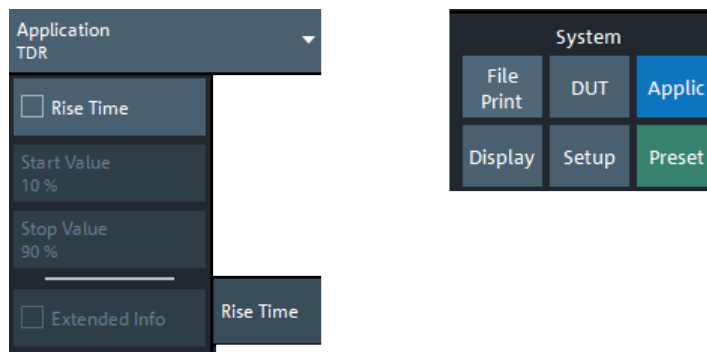 Application
TDR
Rise Time
Start Value
10 %
Stop Value
90 %
Extended Info
Rise Time
System
File
Print
DUT
Applic
Display
Setup
Preset